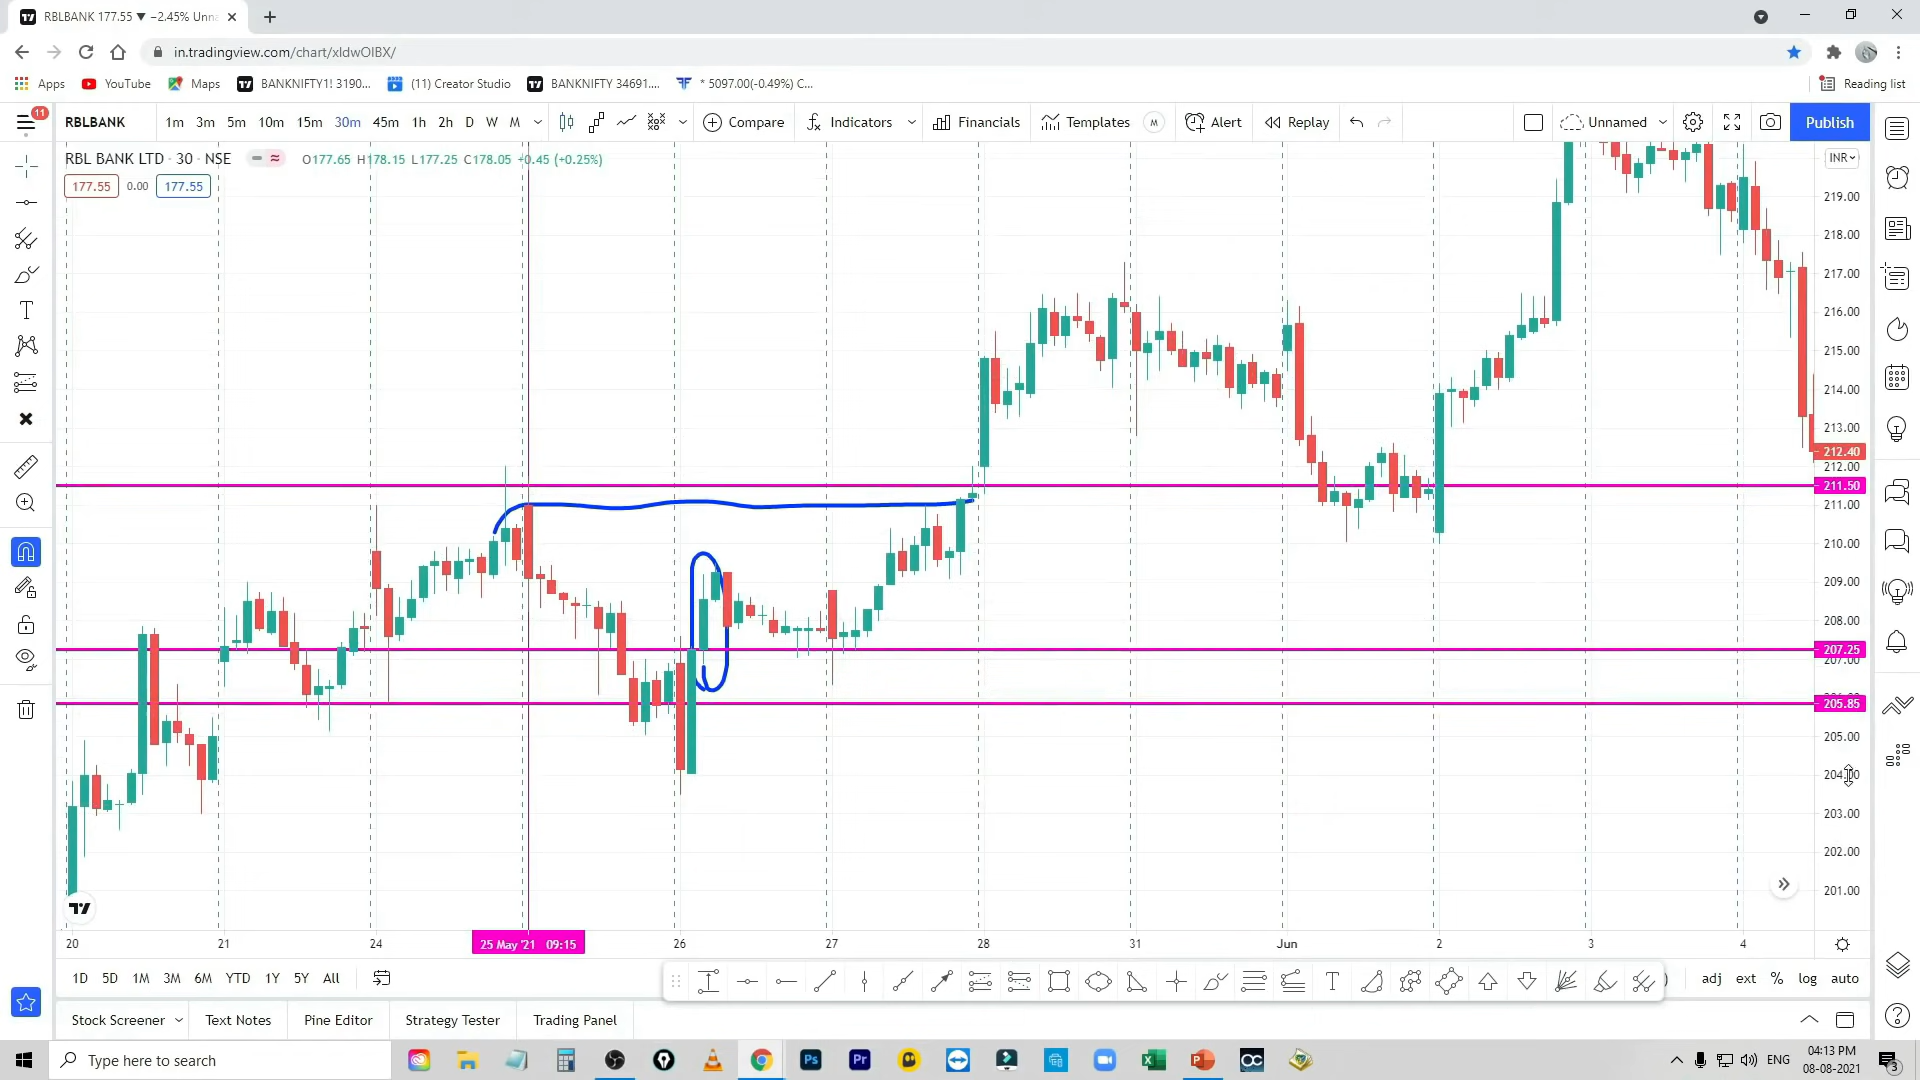 RBLBANK 177.55 ▼ −2.45% Unna
in.tradingview.com/chart/xIdwOIBX/
Apps YouTube Maps BANKNIFTY1! 3190... (11) Creator Studio BANKNIFTY 34691.... * 5097.00(-0.49%) C... Reading list
11 RBLBANK 1m 3m 5m 10m 15m 30m 45m 1h 2h D W M Compare Indicators Financials Templates M Alert Replay Unnamed Publish
RBL BANK LTD · 30 · NSE O177.65 H178.15 L177.25 C178.05 +0.45 (+0.25%) INR
177.55 0.00 177.55
219.00
218.00
217.00
216.00
215.00
214.00
213.00
212.40
212.00
211.50
211.00
210.00
209.00
208.00
207.25
207.00
205.85
205.00
204.00
203.00
202.00
201.00
20 21 24 25 May '21 09:15 26 27 28 31 Jun 2 3 4
1D 5D 1M 3M 6M YTD 1Y 5Y All adj ext % log auto
Stock Screener Text Notes Pine Editor Strategy Tester Trading Panel
Type here to search ENG 04:13 PM
08-08-2021 3